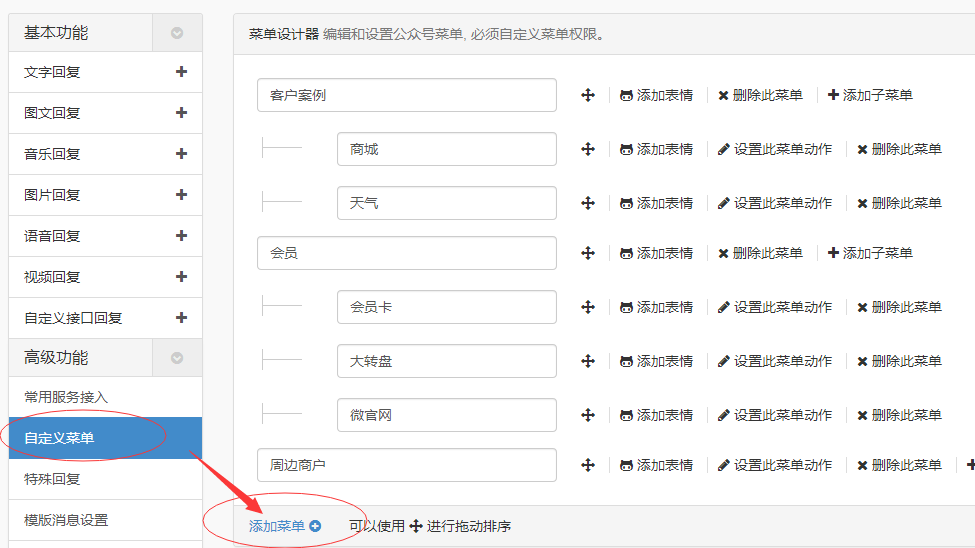 基本功能
文字回复
图文回复
音乐回复
图片回复
语音回复
视频回复
自定义接口回复
高级功能
常用服务接入
自定义菜单
特殊回复
模版消息设置
菜单设计器 编辑和设置公众号菜单, 必须自定义菜单权限。
客户案例 添加表情 删除此菜单 添加子菜单
商城 添加表情 设置此菜单动作 删除此菜单
天气 添加表情 设置此菜单动作 删除此菜单
会员 添加表情 删除此菜单 添加子菜单
会员卡 添加表情 设置此菜单动作 删除此菜单
大转盘 添加表情 设置此菜单动作 删除此菜单
微官网 添加表情 设置此菜单动作 删除此菜单
周边商户 添加表情 设置此菜单动作 删除此菜单
添加菜单 可以使用 进行拖动排序